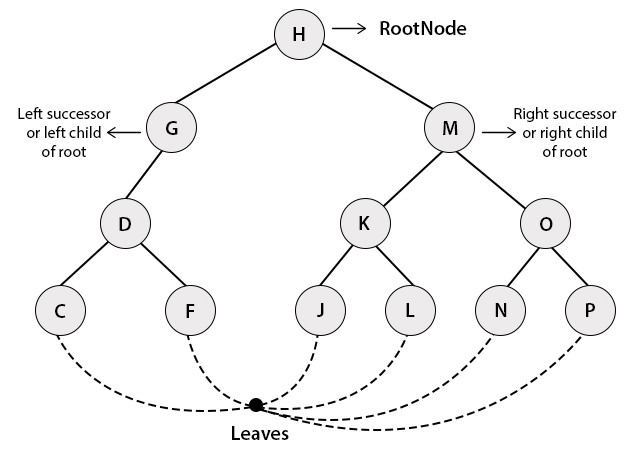 H
RootNode
Left successor
or left child
of root
G
M
Right successor
or right child
of root
D
K
O
C
F
J
L
N
P
Leaves